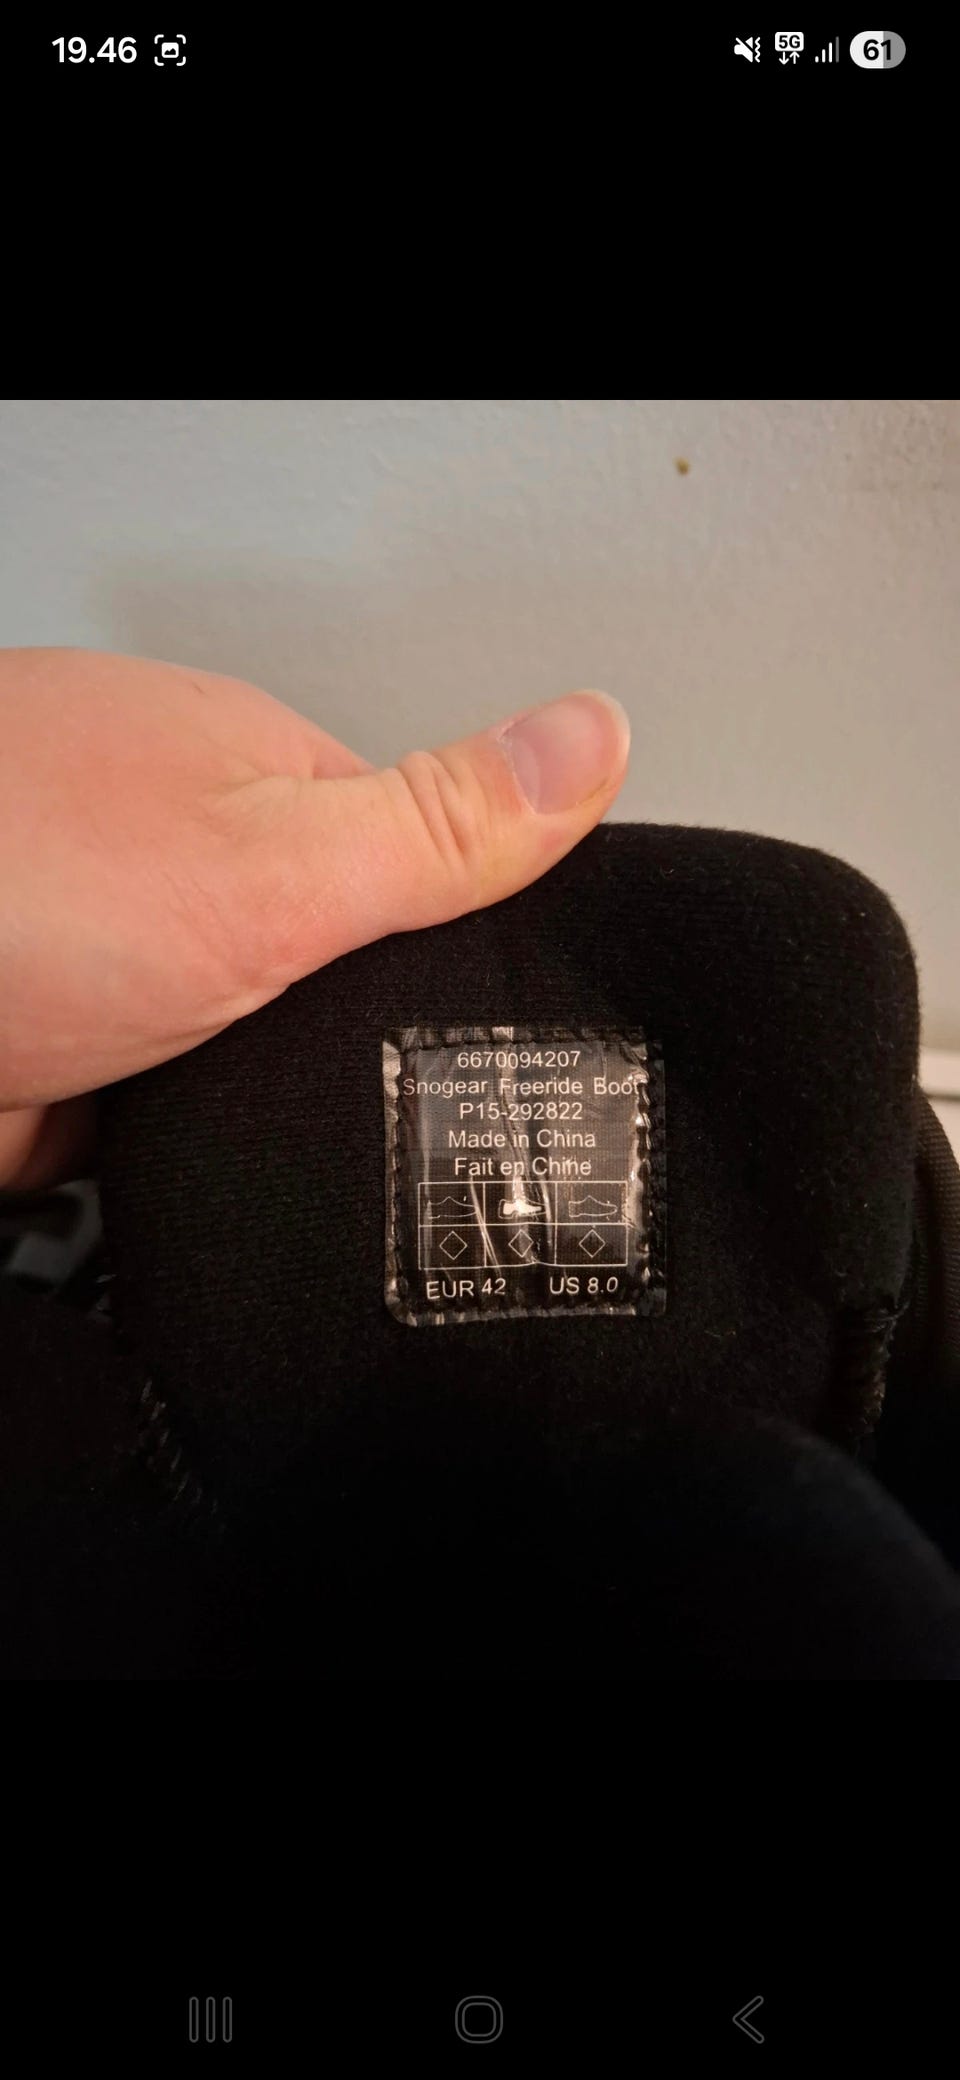 19.46
5G
61
6670094207
Snogear Freeride Boot
P15-292822
Made in China
Fait en Chine
EUR 42 US 8.0